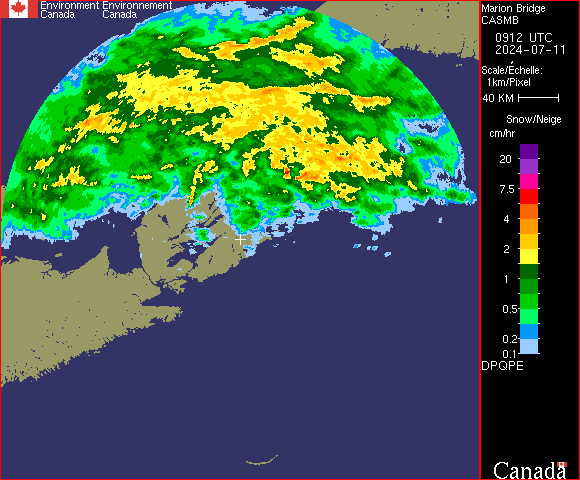 Environment Environnement
Canada Canada
Marion Bridge
CASMB
0912 UTC
2024-07-11
Scale/Échelle:
1km/Pixel
40 KM
Snow/Neige
cm/hr
20
7.5
4
2
1
0.5
0.2
0.1
DPQPE
Canada